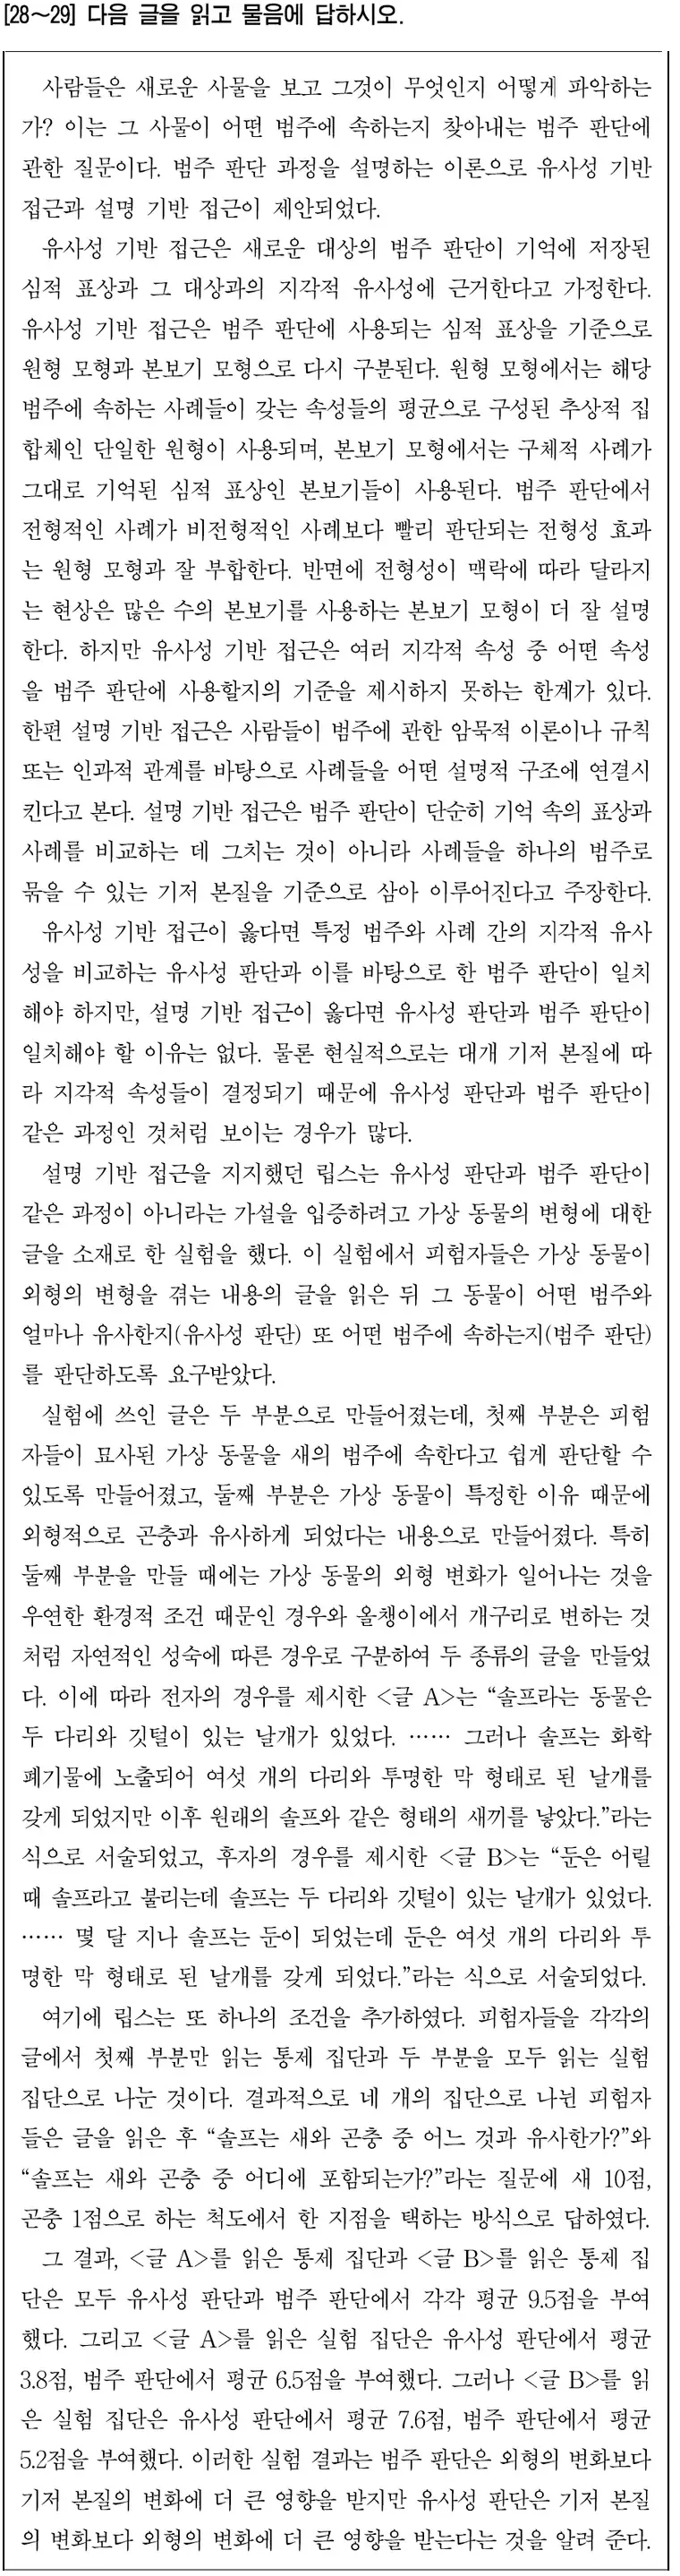 [28～29] 다음 글을 읽고 물음에 답하시오.
사람들은 새로운 사물을 보고 그것이 무엇인지 어떻게 파악하는
가? 이는 그 사물이 어떤 범주에 속하는지 찾아내는 범주 판단에
관한 질문이다. 범주 판단 과정을 설명하는 이론으로 유사성 기반
접근과 설명 기반 접근이 제안되었다.
유사성 기반 접근은 새로운 대상의 범주 판단이 기억에 저장된
심적 표상과 그 대상과의 지각적 유사성에 근거한다고 가정한다.
유사성 기반 접근은 범주 판단에 사용되는 심적 표상을 기준으로
원형 모형과 본보기 모형으로 다시 구분된다. 원형 모형에서는 해당
범주에 속하는 사례들이 갖는 속성들의 평균으로 구성된 추상적 집
합체인 단일한 원형이 사용되며, 본보기 모형에서는 구체적 사례가
그대로 기억된 심적 표상인 본보기들이 사용된다. 범주 판단에서
전형적인 사례가 비전형적인 사례보다 빨리 판단되는 전형성 효과
는 원형 모형과 잘 부합한다. 반면에 전형성이 맥락에 따라 달라지
는 현상은 많은 수의 본보기를 사용하는 본보기 모형이 더 잘 설명
한다. 하지만 유사성 기반 접근은 여러 지각적 속성 중 어떤 속성
을 범주 판단에 사용할지의 기준을 제시하지 못하는 한계가 있다.
한편 설명 기반 접근은 사람들이 범주에 관한 암묵적 이론이나 규칙
또는 인과적 관계를 바탕으로 사례들을 어떤 설명적 구조에 연결시
킨다고 본다. 설명 기반 접근은 범주 판단이 단순히 기억 속의 표상과
사례를 비교하는 데 그치는 것이 아니라 사례들을 하나의 범주로
묶을 수 있는 기저 본질을 기준으로 삼아 이루어진다고 주장한다.
유사성 기반 접근이 옳다면 특정 범주와 사례 간의 지각적 유사
성을 비교하는 유사성 판단과 이를 바탕으로 한 범주 판단이 일치
해야 하지만, 설명 기반 접근이 옳다면 유사성 판단과 범주 판단이
일치해야 할 이유는 없다. 물론 현실적으로는 대개 기저 본질에 따
라 지각적 속성들이 결정되기 때문에 유사성 판단과 범주 판단이
같은 과정인 것처럼 보이는 경우가 많다.
설명 기반 접근을 지지했던 립스는 유사성 판단과 범주 판단이
같은 과정이 아니라는 가설을 입증하려고 가상 동물의 변형에 대한
글을 소재로 한 실험을 했다. 이 실험에서 피험자들은 가상 동물이
외형의 변형을 겪는 내용의 글을 읽은 뒤 그 동물이 어떤 범주와
얼마나 유사한지(유사성 판단) 또 어떤 범주에 속하는지(범주 판단)
를 판단하도록 요구받았다.
실험에 쓰인 글은 두 부분으로 만들어졌는데, 첫째 부분은 피험
자들이 묘사된 가상 동물을 새의 범주에 속한다고 쉽게 판단할 수
있도록 만들어졌고, 둘째 부분은 가상 동물이 특정한 이유 때문에
외형적으로 곤충과 유사하게 되었다는 내용으로 만들어졌다. 특히
둘째 부분을 만들 때에는 가상 동물의 외형 변화가 일어나는 것을
우연한 환경적 조건 때문인 경우와 올챙이에서 개구리로 변하는 것
처럼 자연적인 성숙에 따른 경우로 구분하여 두 종류의 글을 만들었
다. 이에 따라 전자의 경우를 제시한 <글 A>는 “솔프라는 동물은
두 다리와 깃털이 있는 날개가 있었다. …… 그러나 솔프는 화학
폐기물에 노출되어 여섯 개의 다리와 투명한 막 형태로 된 날개를
갖게 되었지만 이후 원래의 솔프와 같은 형태의 새끼를 낳았다.”라는
식으로 서술되었고, 후자의 경우를 제시한 <글 B>는 “둔은 어릴
때 솔프라고 불리는데 솔프는 두 다리와 깃털이 있는 날개가 있었다.
…… 몇 달 지나 솔프는 둔이 되었는데 둔은 여섯 개의 다리와 투
명한 막 형태로 된 날개를 갖게 되었다.”라는 식으로 서술되었다.
여기에 립스는 또 하나의 조건을 추가하였다. 피험자들을 각각의
글에서 첫째 부분만 읽는 통제 집단과 두 부분을 모두 읽는 실험
집단으로 나눈 것이다. 결과적으로 네 개의 집단으로 나뉜 피험자
들은 글을 읽은 후 “솔프는 새와 곤충 중 어느 것과 유사한가?”와
“솔프는 새와 곤충 중 어디에 포함되는가?”라는 질문에 새 10점,
곤충 1점으로 하는 척도에서 한 지점을 택하는 방식으로 답하였다.
그 결과, <글 A>를 읽은 통제 집단과 <글 B>를 읽은 통제 집
단은 모두 유사성 판단과 범주 판단에서 각각 평균 9.5점을 부여
했다. 그리고 <글 A>를 읽은 실험 집단은 유사성 판단에서 평균
3.8점, 범주 판단에서 평균 6.5점을 부여했다. 그러나 <글 B>를 읽
은 실험 집단은 유사성 판단에서 평균 7.6점, 범주 판단에서 평균
5.2점을 부여했다. 이러한 실험 결과는 범주 판단은 외형의 변화보다
기저 본질의 변화에 더 큰 영향을 받지만 유사성 판단은 기저 본질
의 변화보다 외형의 변화에 더 큰 영향을 받는다는 것을 알려 준다.